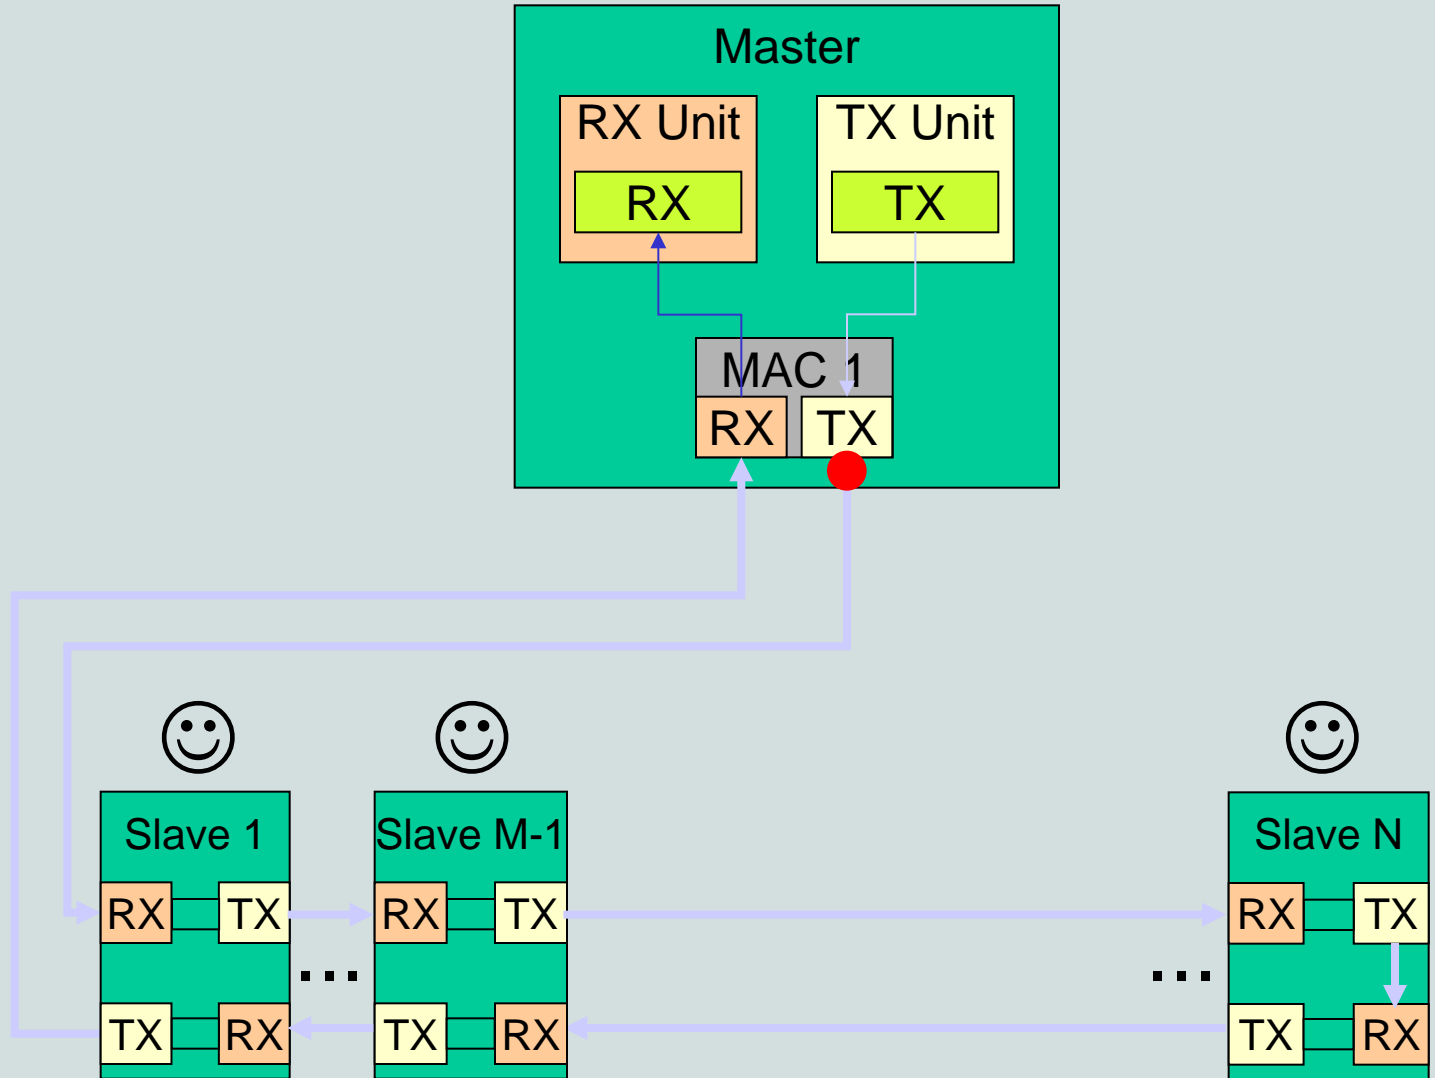 Master
RX Unit
TX Unit
RX
TX
MAC 1
RX
TX
Slave 1
Slave M-1
Slave N
RX
TX
RX
TX
RX
TX
...
...
TX
RX
TX
RX
TX
RX